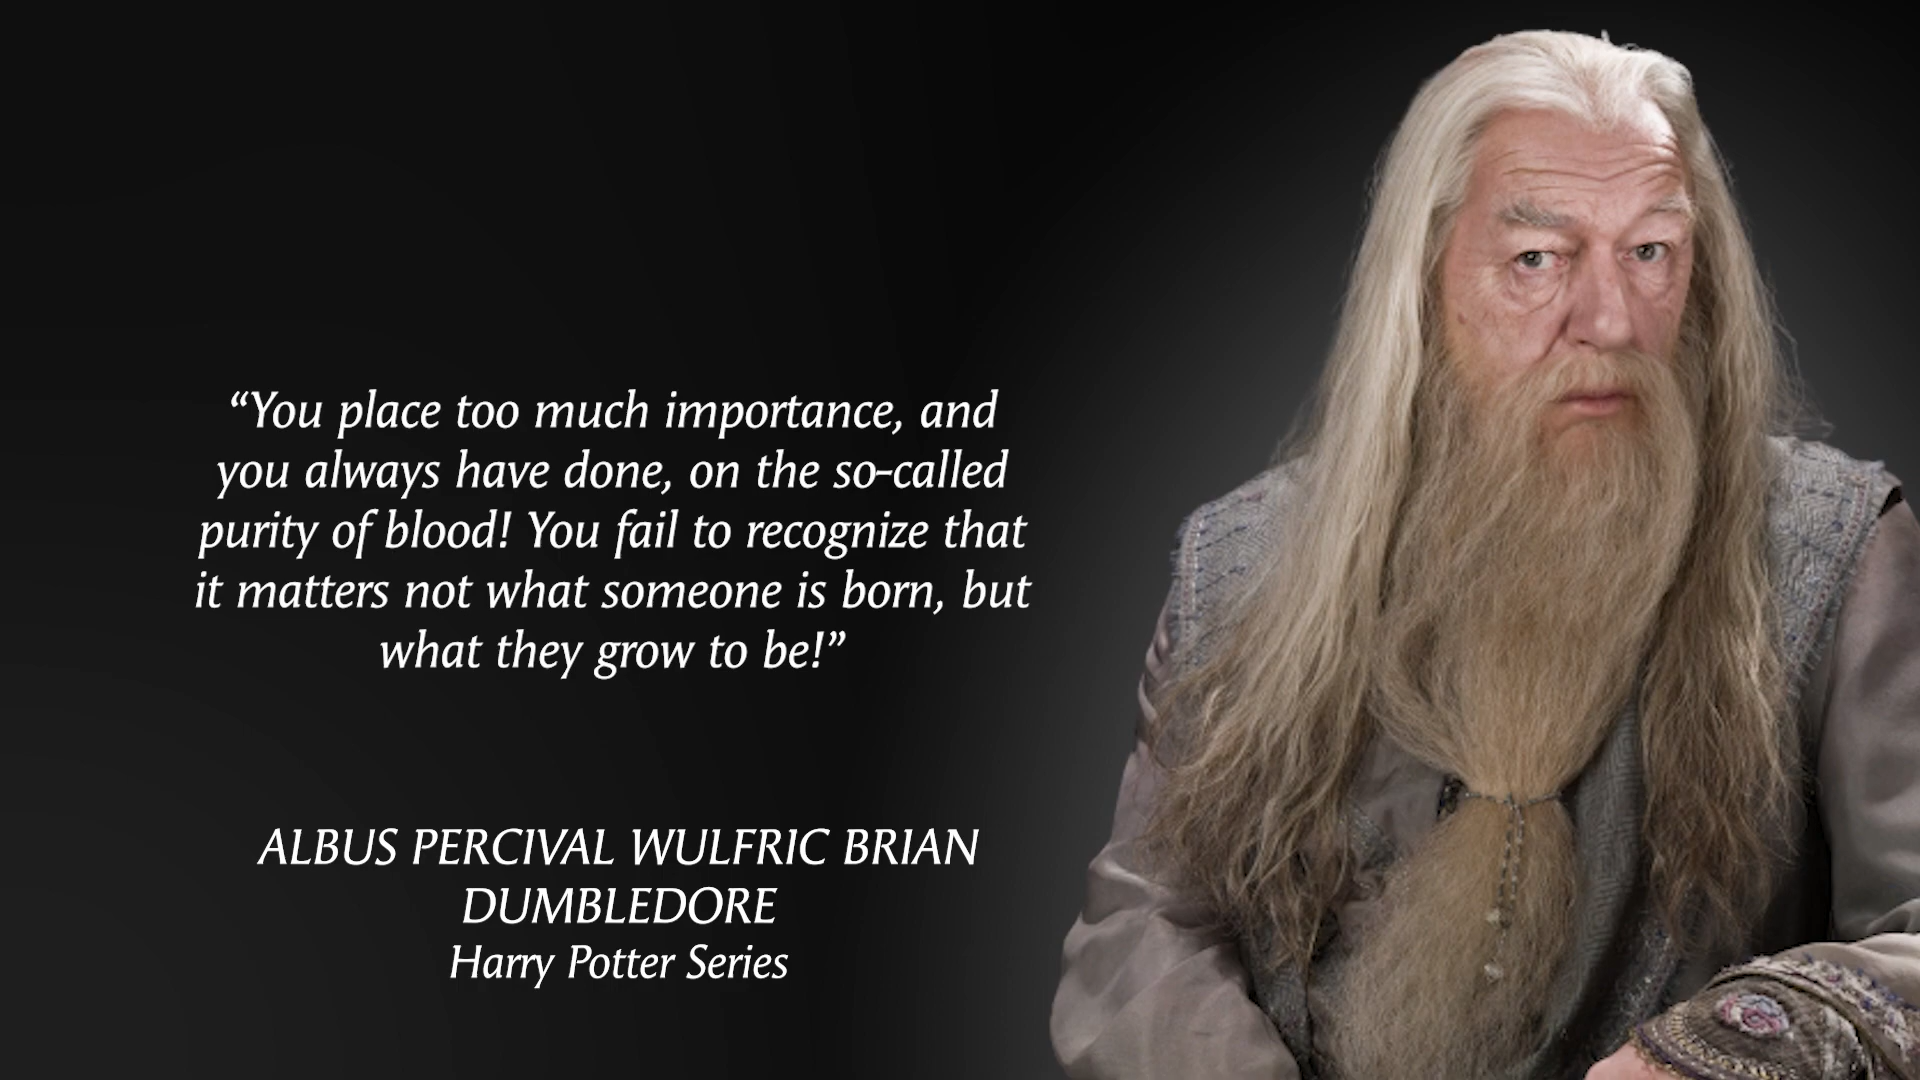 “You place too much importance, and
you always have done, on the so-called
purity of blood! You fail to recognize that
it matters not what someone is born, but
what they grow to be!”
ALBUS PERCIVAL WULFRIC BRIAN
DUMBLEDORE
Harry Potter Series